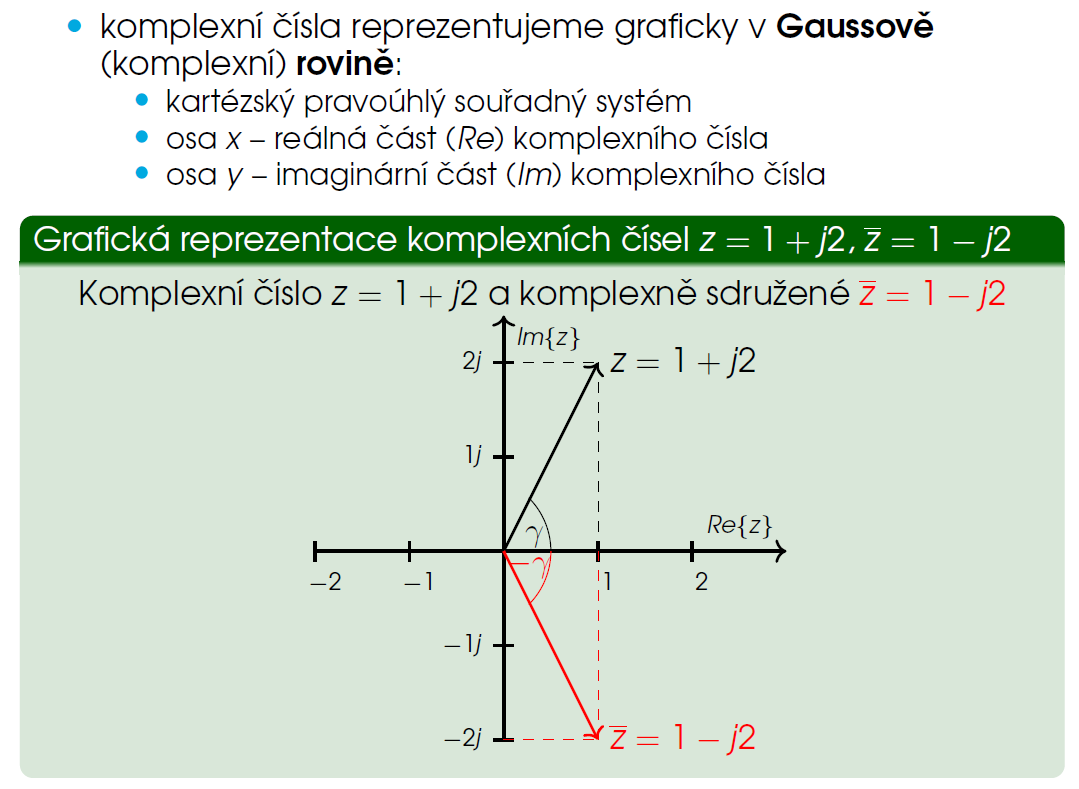 • komplexní čísla reprezentujeme graficky v Gaussově
(komplexní) rovině:
• kartézský pravoúhlý souřadný systém
• osa x – reálná část (Re) komplexního čísla
• osa y – imaginární část (Im) komplexního čísla
Grafická reprezentace komplexních čísel z = 1 + j2, z̅ = 1 − j2
Komplexní číslo z = 1 + j2 a komplexně sdružené z̅ = 1 − j2
Im{z}
2j
z = 1 + j2
1j
Re{z}
γ
−γ
−2
−1
1
2
−1j
−2j
z̅ = 1 − j2